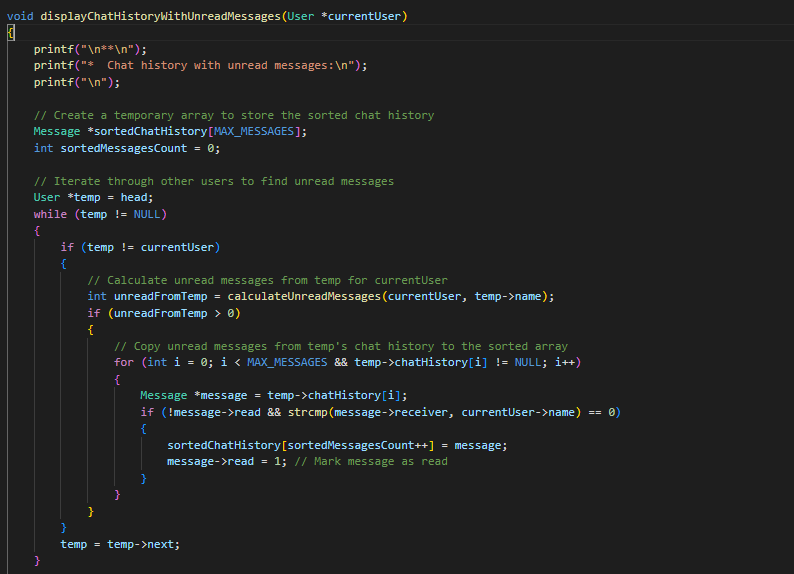 void displayChatHistoryWithUnreadMessages(User *currentUser)
{
    printf("\n**\n");
    printf("*  Chat history with unread messages:\n");
    printf("\n");

    // Create a temporary array to store the sorted chat history
    Message *sortedChatHistory[MAX_MESSAGES];
    int sortedMessagesCount = 0;

    // Iterate through other users to find unread messages
    User *temp = head;
    while (temp != NULL)
    {
        if (temp != currentUser)
        {
            // Calculate unread messages from temp for currentUser
            int unreadFromTemp = calculateUnreadMessages(currentUser, temp->name);
            if (unreadFromTemp > 0)
            {
                // Copy unread messages from temp's chat history to the sorted array
                for (int i = 0; i < MAX_MESSAGES && temp->chatHistory[i] != NULL; i++)
                {
                    Message *message = temp->chatHistory[i];
                    if (!message->read && strcmp(message->receiver, currentUser->name) == 0)
                    {
                        sortedChatHistory[sortedMessagesCount++] = message;
                        message->read = 1; // Mark message as read
                    }
                }
            }
        }
        temp = temp->next;
    }